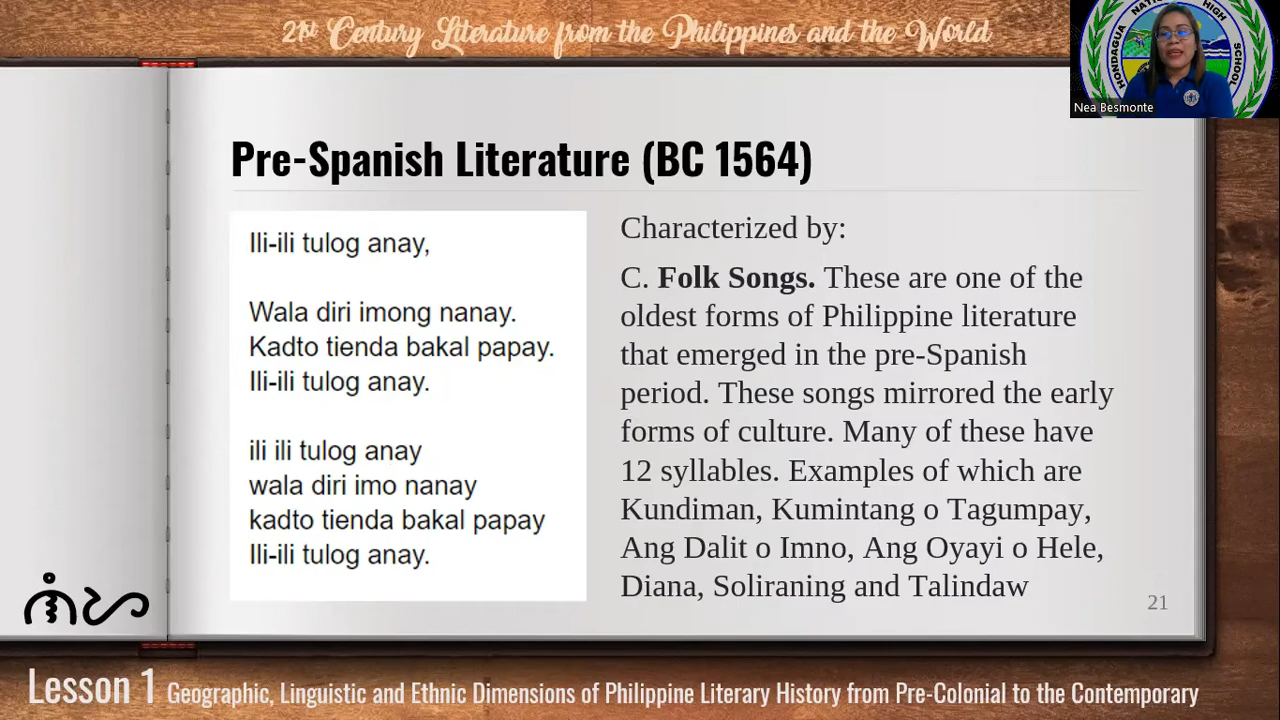 21st Century Literature from the Philippines and the World
HONDAGUA NATIONAL HIGH SCHOOL
Nea Besmonte
Pre-Spanish Literature (BC 1564)
Ili-ili tulog anay,
Wala diri imong nanay.
Kadto tienda bakal papay.
Ili-ili tulog anay.
ili ili tulog anay
wala diri imo nanay
kadto tienda bakal papay
Ili-ili tulog anay.
Characterized by:
C. Folk Songs. These are one of the
oldest forms of Philippine literature
that emerged in the pre-Spanish
period. These songs mirrored the early
forms of culture. Many of these have
12 syllables. Examples of which are
Kundiman, Kumintang o Tagumpay,
Ang Dalit o Imno, Ang Oyayi o Hele,
Diana, Soliraning and Talindaw
21
Lesson 1 Geographic, Linguistic and Ethnic Dimensions of Philippine Literary History from Pre-Colonial to the Contemporary